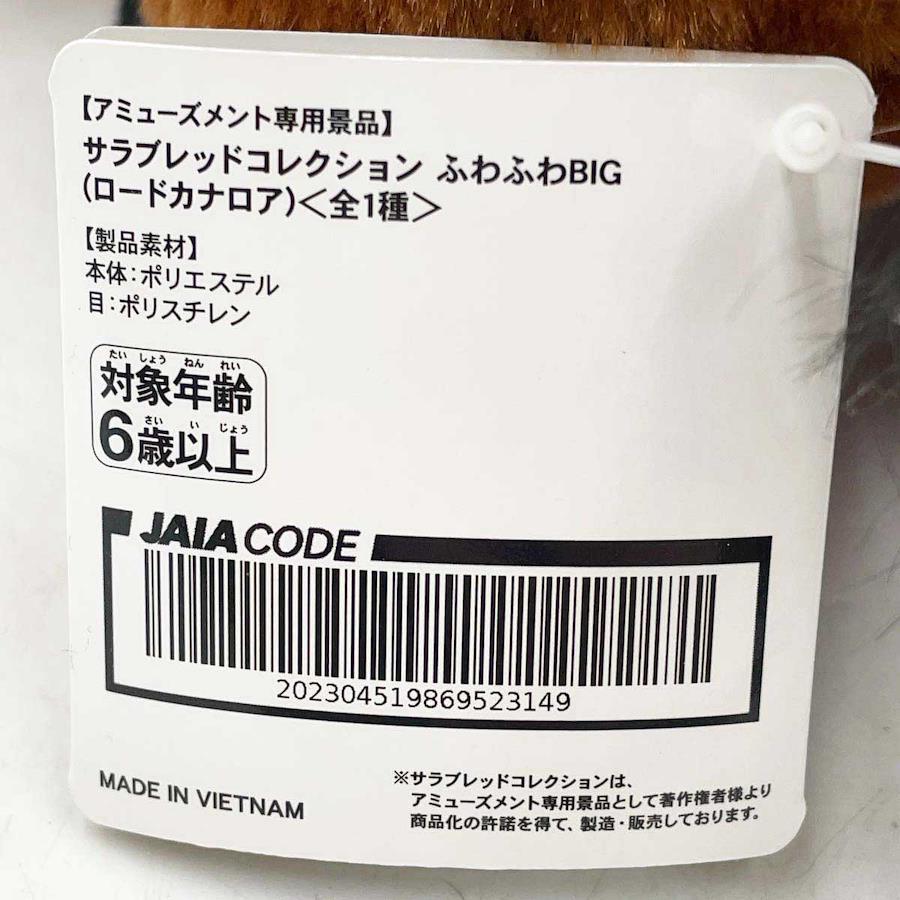 【アミューズメント専用景品】
サラブレッドコレクション ふわふわBIG
(ロードカナロア)＜全1種＞
【製品素材】
本体：ポリエステル
目：ポリスチレン
たい しょう ねん れい
対象年齢
さい い じょう
6歳以上
JAIA CODE
202304519869523149
MADE IN VIETNAM
※サラブレッドコレクションは、
アミューズメント専用景品として著作権者様より
商品化の許諾を得て、製造・販売しております。